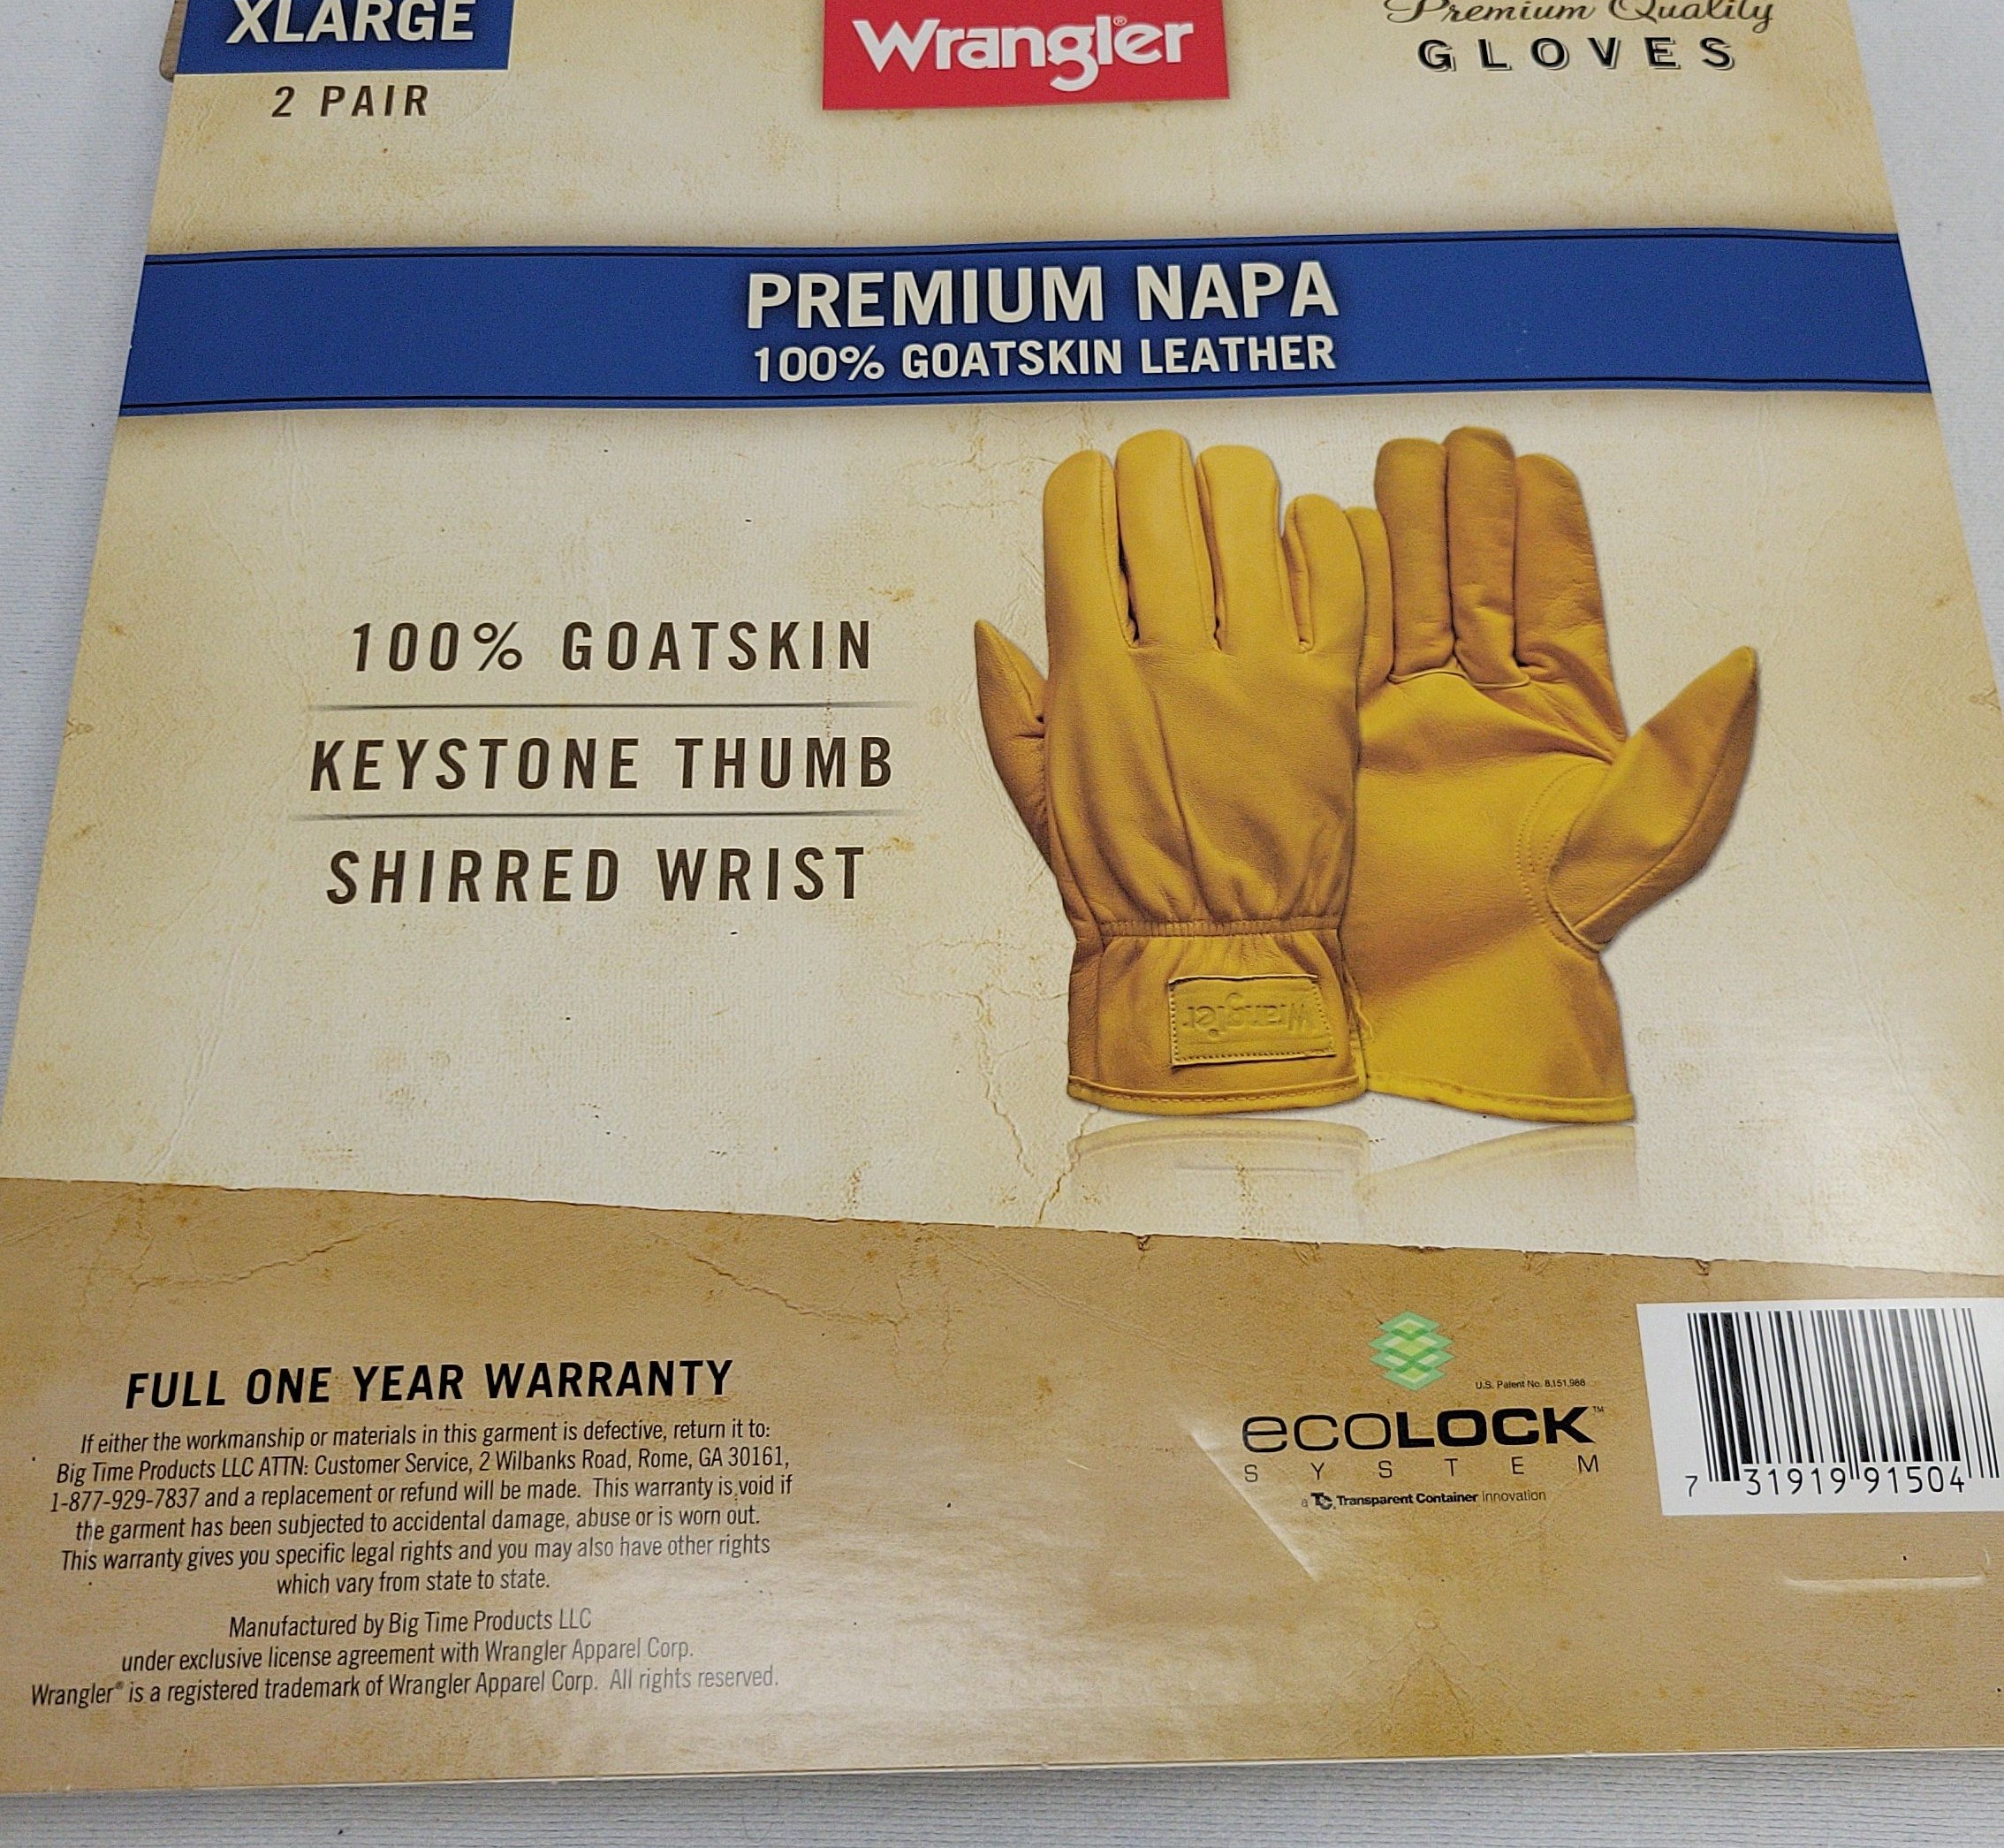 XLARGE
2 PAIR
Wrangler®
Premium Quality
GLOVES
PREMIUM NAPA
100% GOATSKIN LEATHER
100% GOATSKIN
KEYSTONE THUMB
SHIRRED WRIST
Wrangler
FULL ONE YEAR WARRANTY
If either the workmanship or materials in this garment is defective, return it to:
Big Time Products LLC ATTN: Customer Service, 2 Wilbanks Road, Rome, GA 30161,
1-877-929-7837 and a replacement or refund will be made. This warranty is void if
the garment has been subjected to accidental damage, abuse or is worn out.
This warranty gives you specific legal rights and you may also have other rights
which vary from state to state.
Manufactured by Big Time Products LLC
under exclusive license agreement with Wrangler Apparel Corp.
Wrangler® is a registered trademark of Wrangler Apparel Corp. All rights reserved.
U.S. Patent No. 8,151,988
ecoLOCK™
SYSTEM
a TC Transparent Container innovation
7 31919 91504